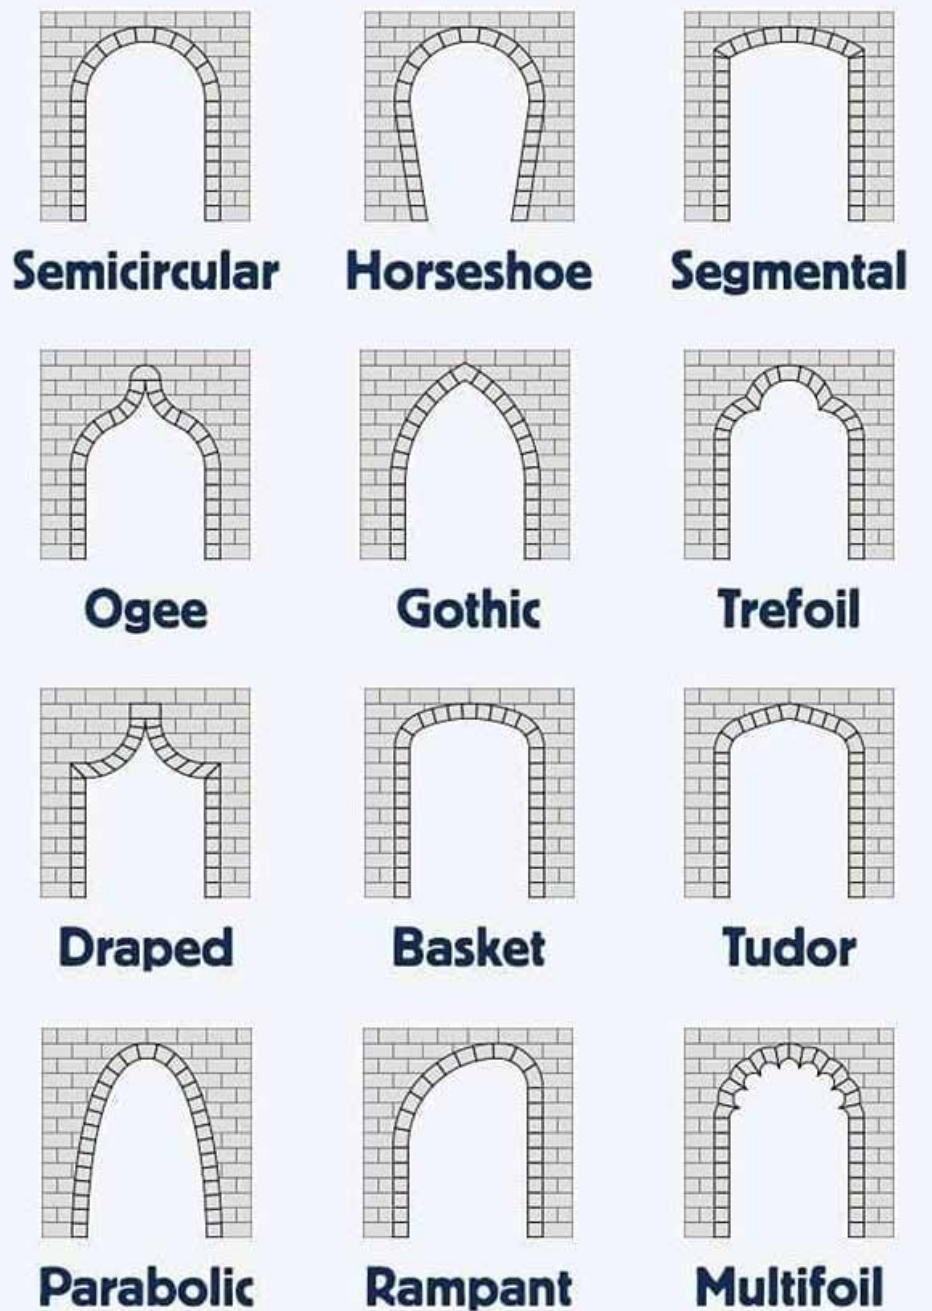 Semicircular Horseshoe Segmental
Ogee Gothic Trefoil
Draped Basket Tudor
Parabolic Rampant Multifoil